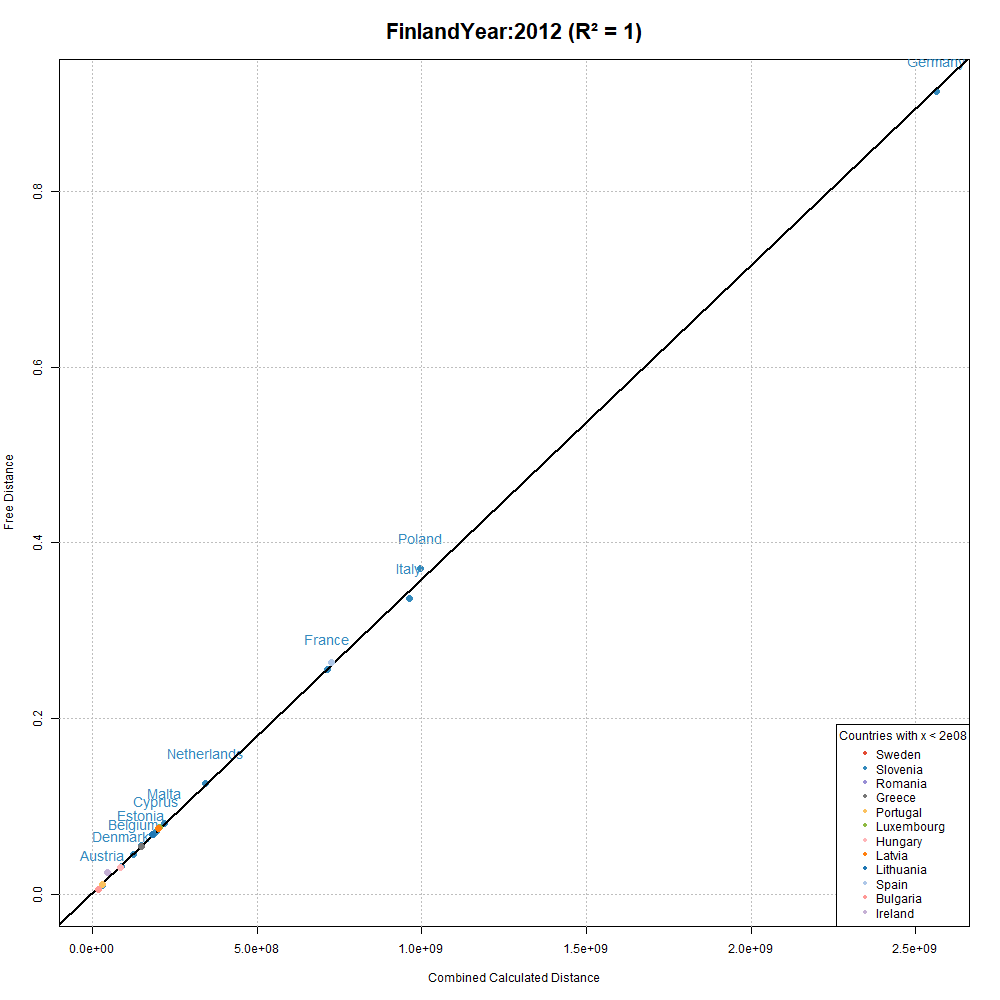 FinlandYear:2012 (R² = 1)
Germany
0.8
0.6
Free Distance
Poland
0.4
Italy
France
0.2
Netherlands
Malta
Cyprus
Estonia
Belgium
Denmark
Austria
0.0
Countries with x < 2e08
Sweden
Slovenia
Romania
Greece
Portugal
Luxembourg
Hungary
Latvia
Lithuania
Spain
Bulgaria
Ireland
0.0e+00 5.0e+08 1.0e+09 1.5e+09 2.0e+09 2.5e+09
Combined Calculated Distance